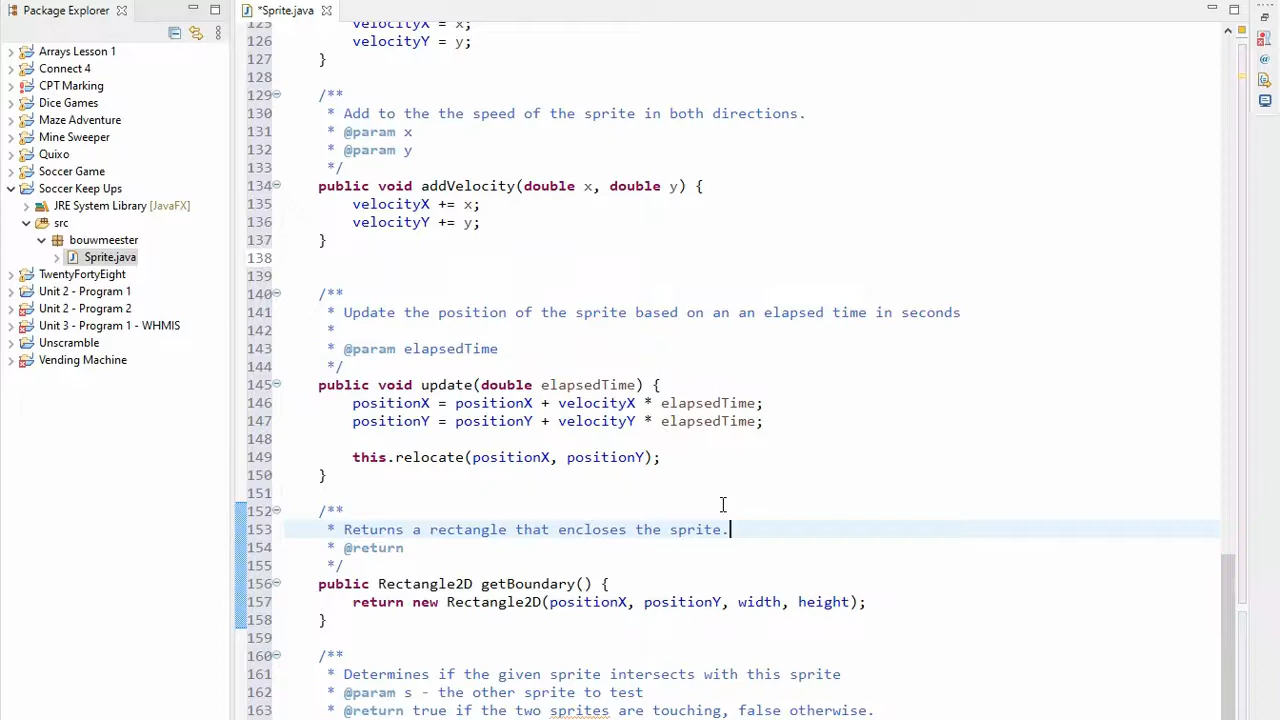 Package Explorer
*Sprite.java
Arrays Lesson 1
Connect 4
CPT Marking
Dice Games
Maze Adventure
Mine Sweeper
Quixo
Soccer Game
Soccer Keep Ups
JRE System Library [JavaFX]
src
bouwmeester
Sprite.java
TwentyFortyEight
Unit 2 - Program 1
Unit 2 - Program 2
Unit 3 - Program 1 - WHMIS
Unscramble
Vending Machine
125 velocityX = x;
126 velocityY = y;
127 }
128
129 /**
130 * Add to the the speed of the sprite in both directions.
131 * @param x
132 * @param y
133 */
134 public void addVelocity(double x, double y) {
135 velocityX += x;
136 velocityY += y;
137 }
138
139
140 /**
141 * Update the position of the sprite based on an an elapsed time in seconds
142 *
143 * @param elapsedTime
144 */
145 public void update(double elapsedTime) {
146 positionX = positionX + velocityX * elapsedTime;
147 positionY = positionY + velocityY * elapsedTime;
148
149 this.relocate(positionX, positionY);
150 }
151
152 /**
153 * Returns a rectangle that encloses the sprite.
154 * @return
155 */
156 public Rectangle2D getBoundary() {
157 return new Rectangle2D(positionX, positionY, width, height);
158 }
159
160 /**
161 * Determines if the given sprite intersects with this sprite
162 * @param s - the other sprite to test
163 * @return true if the two sprites are touching, false otherwise.